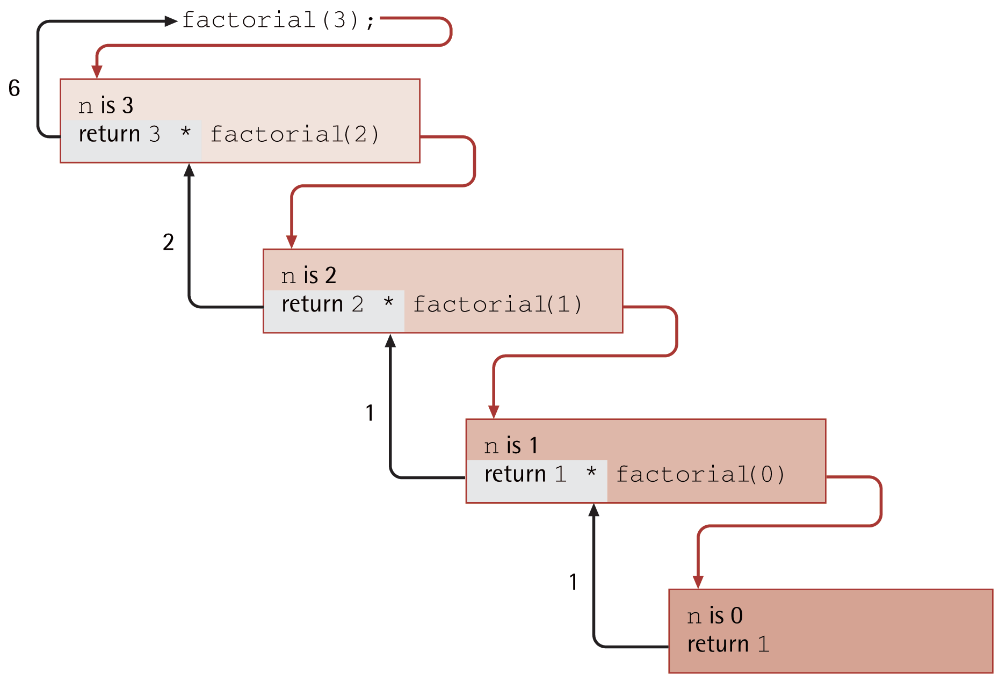 factorial(3);
6
n is 3
return 3 * factorial(2)
2
n is 2
return 2 * factorial(1)
1
n is 1
return 1 * factorial(0)
1
n is 0
return 1